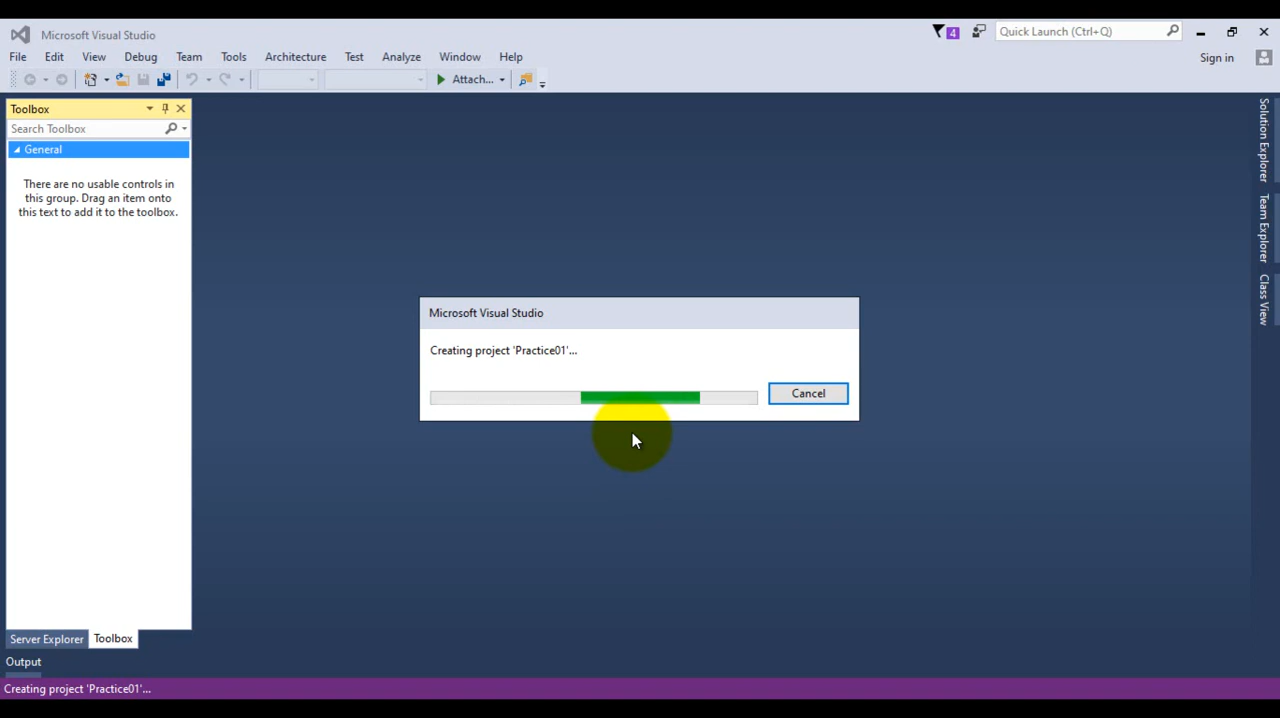 Microsoft Visual Studio
4
Quick Launch (Ctrl+Q)
File Edit View Debug Team Tools Architecture Test Analyze Window Help
Sign in
Attach...
Toolbox
Search Toolbox
General
There are no usable controls in
this group. Drag an item onto
this text to add it to the toolbox.
Microsoft Visual Studio
Creating project 'Practice01'...
Cancel
Solution Explorer
Team Explorer
Class View
Server Explorer Toolbox
Output
Creating project 'Practice01'...